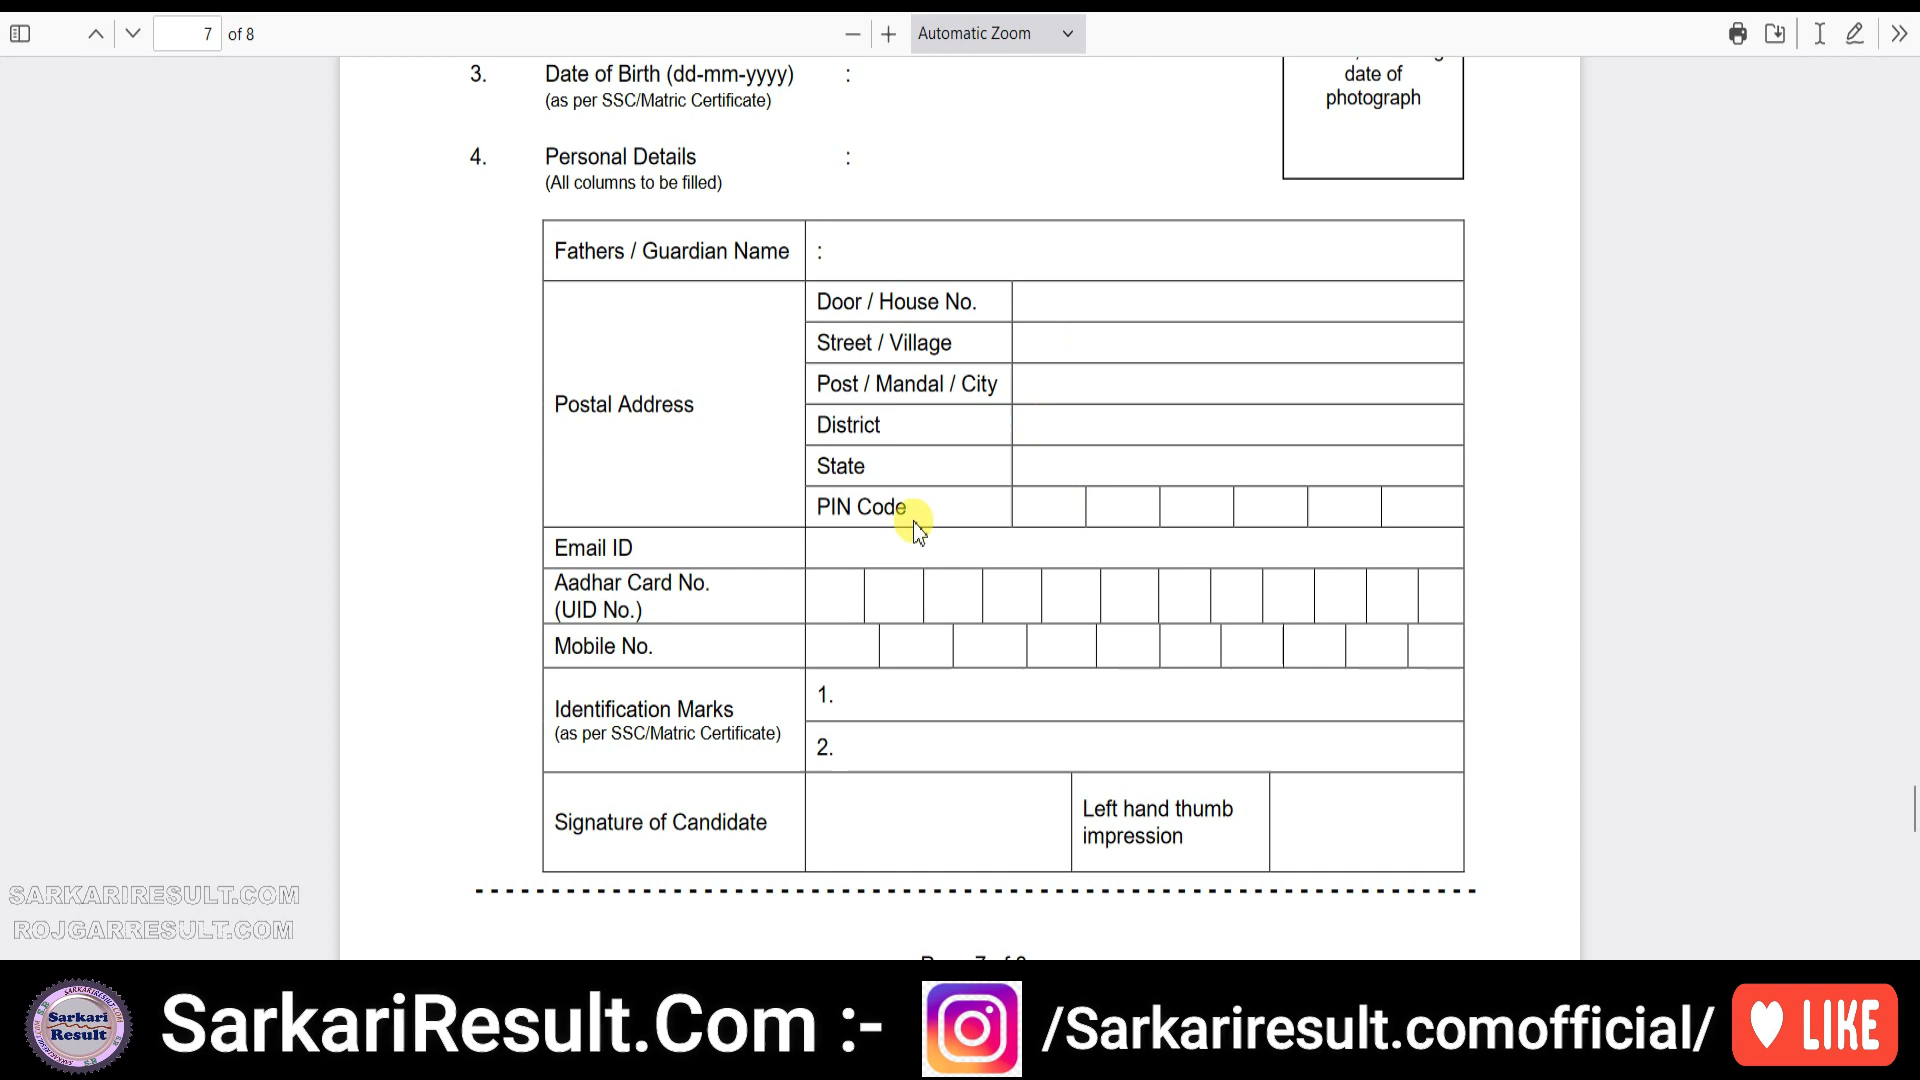 7 of 8
Automatic Zoom
3. Date of Birth (dd-mm-yyyy) :
(as per SSC/Matric Certificate)
date of
photograph
4. Personal Details :
(All columns to be filled)
Fathers / Guardian Name :
Postal Address
Door / House No.
Street / Village
Post / Mandal / City
District
State
PIN Code
Email ID
Aadhar Card No.
(UID No.)
Mobile No.
Identification Marks
(as per SSC/Matric Certificate)
1.
2.
Signature of Candidate
Left hand thumb
impression
SARKARIRESULT.COM
ROJGARRESULT.COM
Sarkari
Result
SarkariResult.Com :-
/Sarkariresult.comofficial/
LIKE